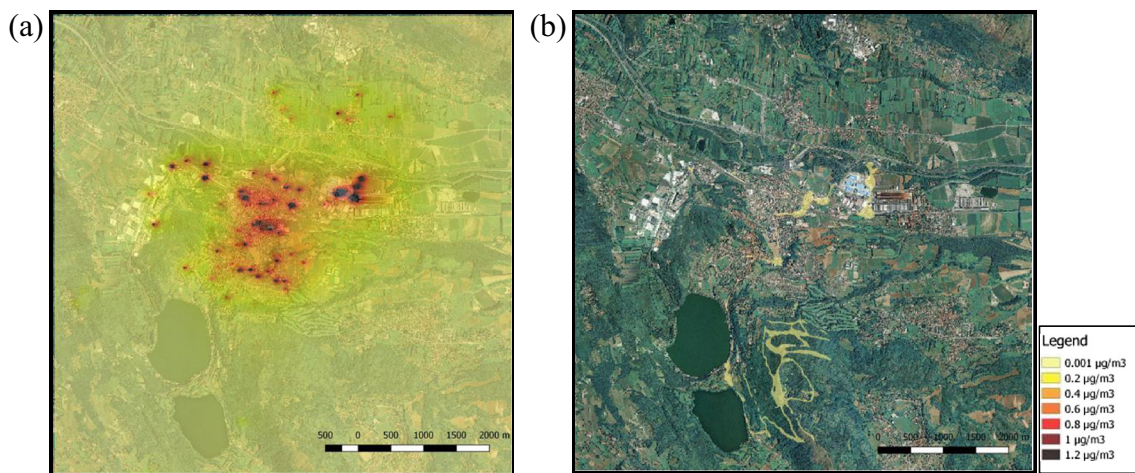 (a)
(b)
500 0 500 1000 1500 2000 m
0 500 1000 1500 2000 m
Legend
0.001 µg/m3
0.2 µg/m3
0.4 µg/m3
0.6 µg/m3
0.8 µg/m3
1 µg/m3
1.2 µg/m3